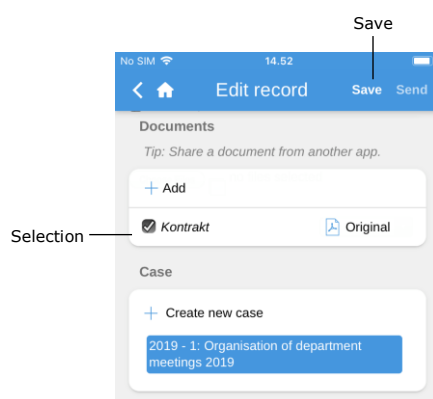 Save
No SIM 14.52
Edit record Save Send
Documents
Tip: Share a document from another app.
+ Add
Selection
Kontrakt Original
Case
+ Create new case
2019 - 1: Organisation of department
meetings 2019